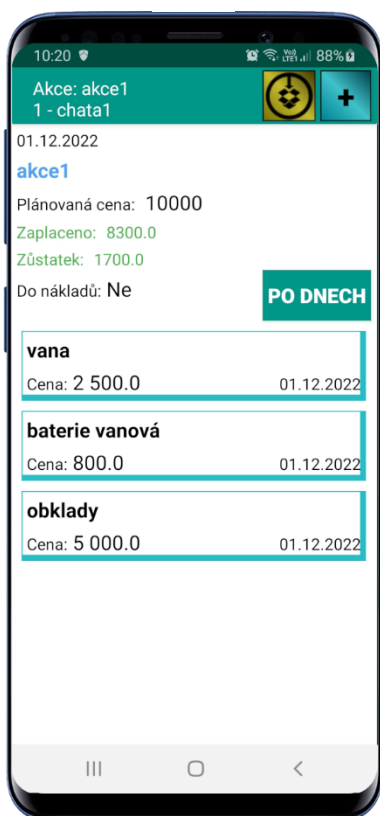 10:20 88%
Akce: akce1
1 - chata1
+
01.12.2022
akce1
Plánovaná cena: 10000
Zaplaceno: 8300.0
Zůstatek: 1700.0
Do nákladů: Ne
PO DNECH
vana
Cena: 2 500.0 01.12.2022
baterie vanová
Cena: 800.0 01.12.2022
obklady
Cena: 5 000.0 01.12.2022